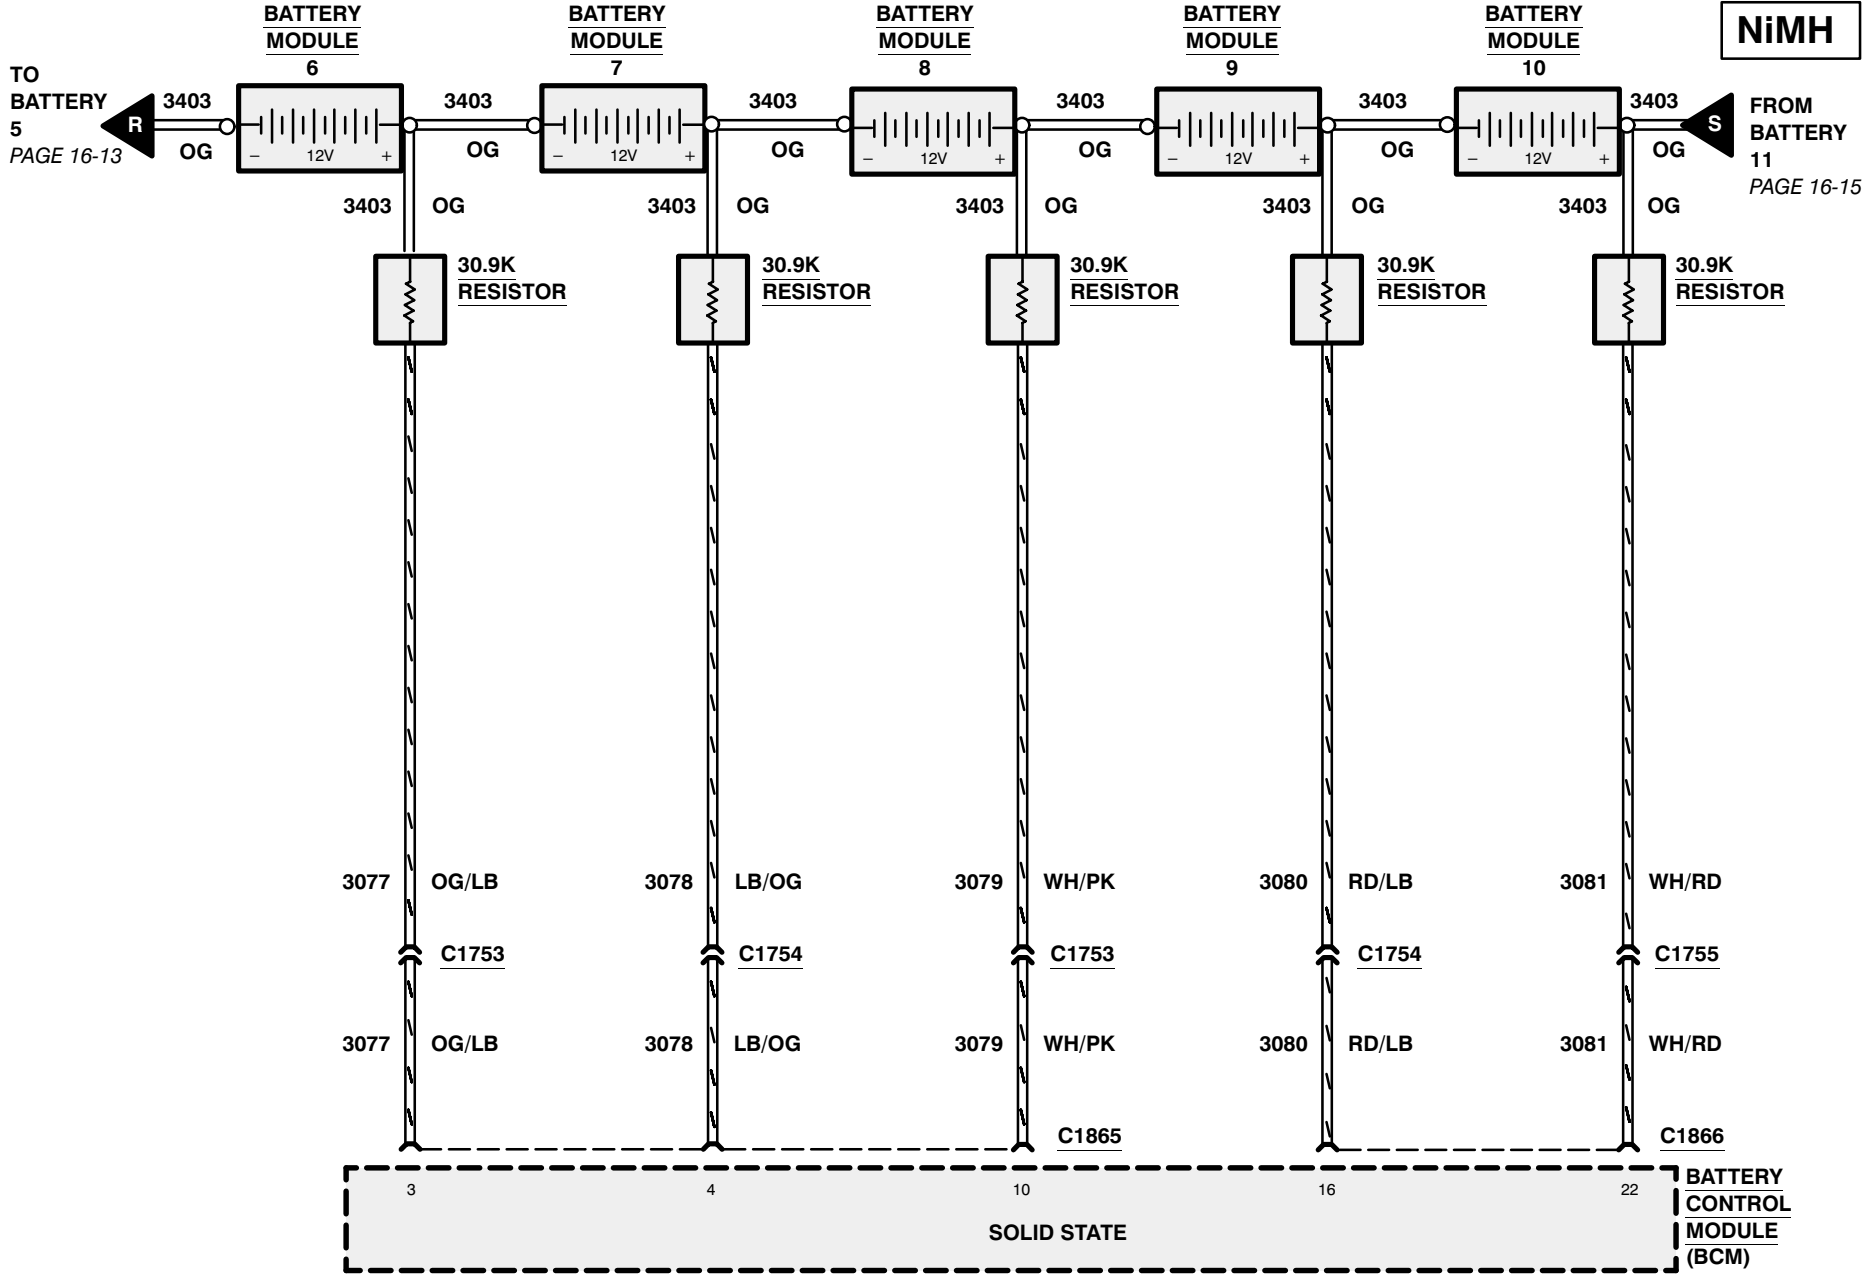 BATTERY
MODULE
6
BATTERY
MODULE
7
BATTERY
MODULE
8
BATTERY
MODULE
9
BATTERY
MODULE
10
NiMH
TO
BATTERY
5
PAGE 16-13
R
3403
OG
– 12V +
3403
OG
– 12V +
3403
OG
– 12V +
3403
OG
– 12V +
3403
OG
– 12V +
3403
OG
S
FROM
BATTERY
11
PAGE 16-15
3403 OG
3403 OG
3403 OG
3403 OG
3403 OG
30.9K
RESISTOR
30.9K
RESISTOR
30.9K
RESISTOR
30.9K
RESISTOR
30.9K
RESISTOR
3077 OG/LB
3078 LB/OG
3079 WH/PK
3080 RD/LB
3081 WH/RD
C1753
C1754
C1753
C1754
C1755
3077 OG/LB
3078 LB/OG
3079 WH/PK
3080 RD/LB
3081 WH/RD
C1865
C1866
3
4
10
16
22
SOLID STATE
BATTERY
CONTROL
MODULE
(BCM)